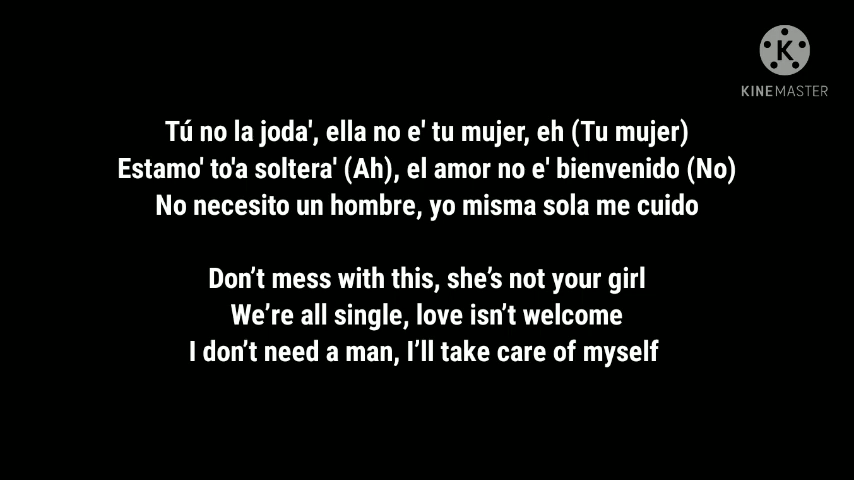 KINEMASTER
Tú no la joda', ella no e' tu mujer, eh (Tu mujer)
Estamo' to'a soltera' (Ah), el amor no e' bienvenido (No)
No necesito un hombre, yo misma sola me cuido
Don't mess with this, she's not your girl
We're all single, love isn't welcome
I don't need a man, I'll take care of myself